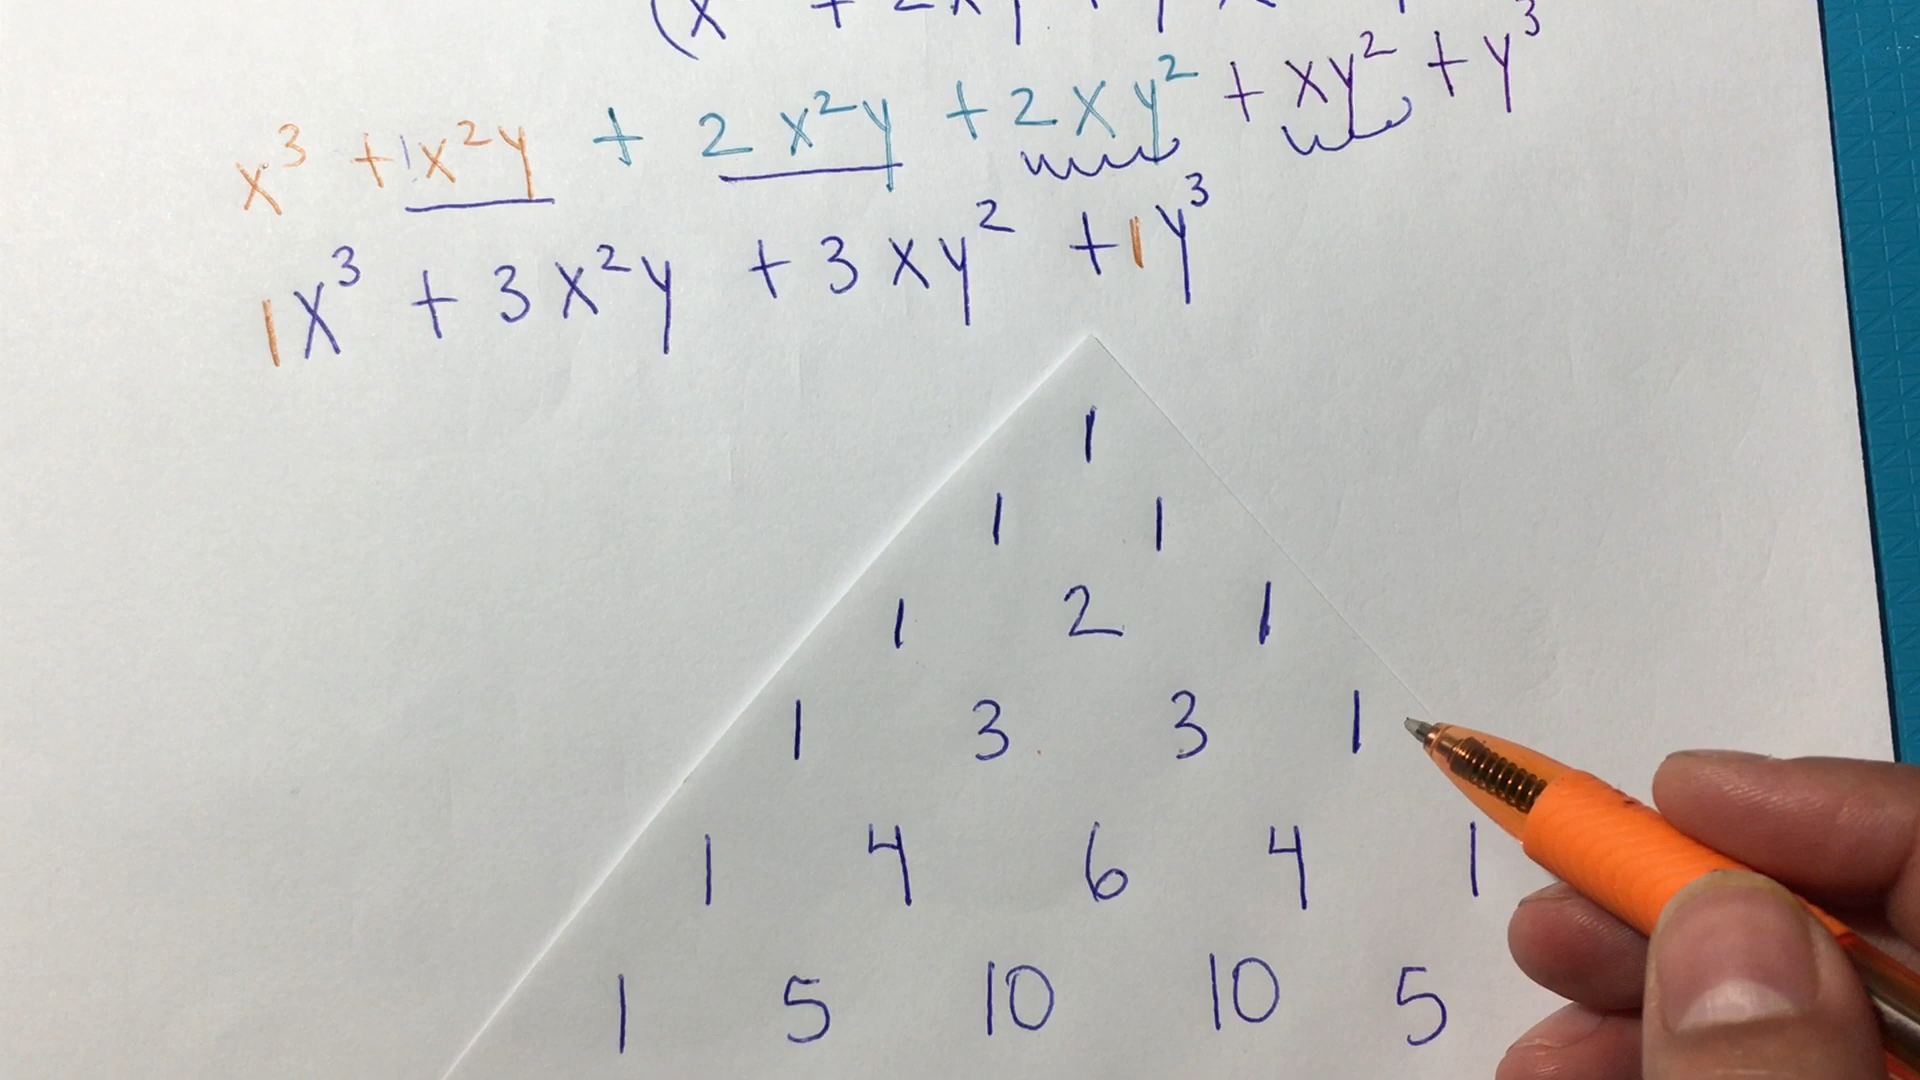 x³ + 1x²y + 2x²y + 2xy² + xy² + y³
1x³ + 3x²y + 3xy² + 1y³
1
1 1
1 2 1
1 3 3 1
1 4 6 4 1
1 5 10 10 5